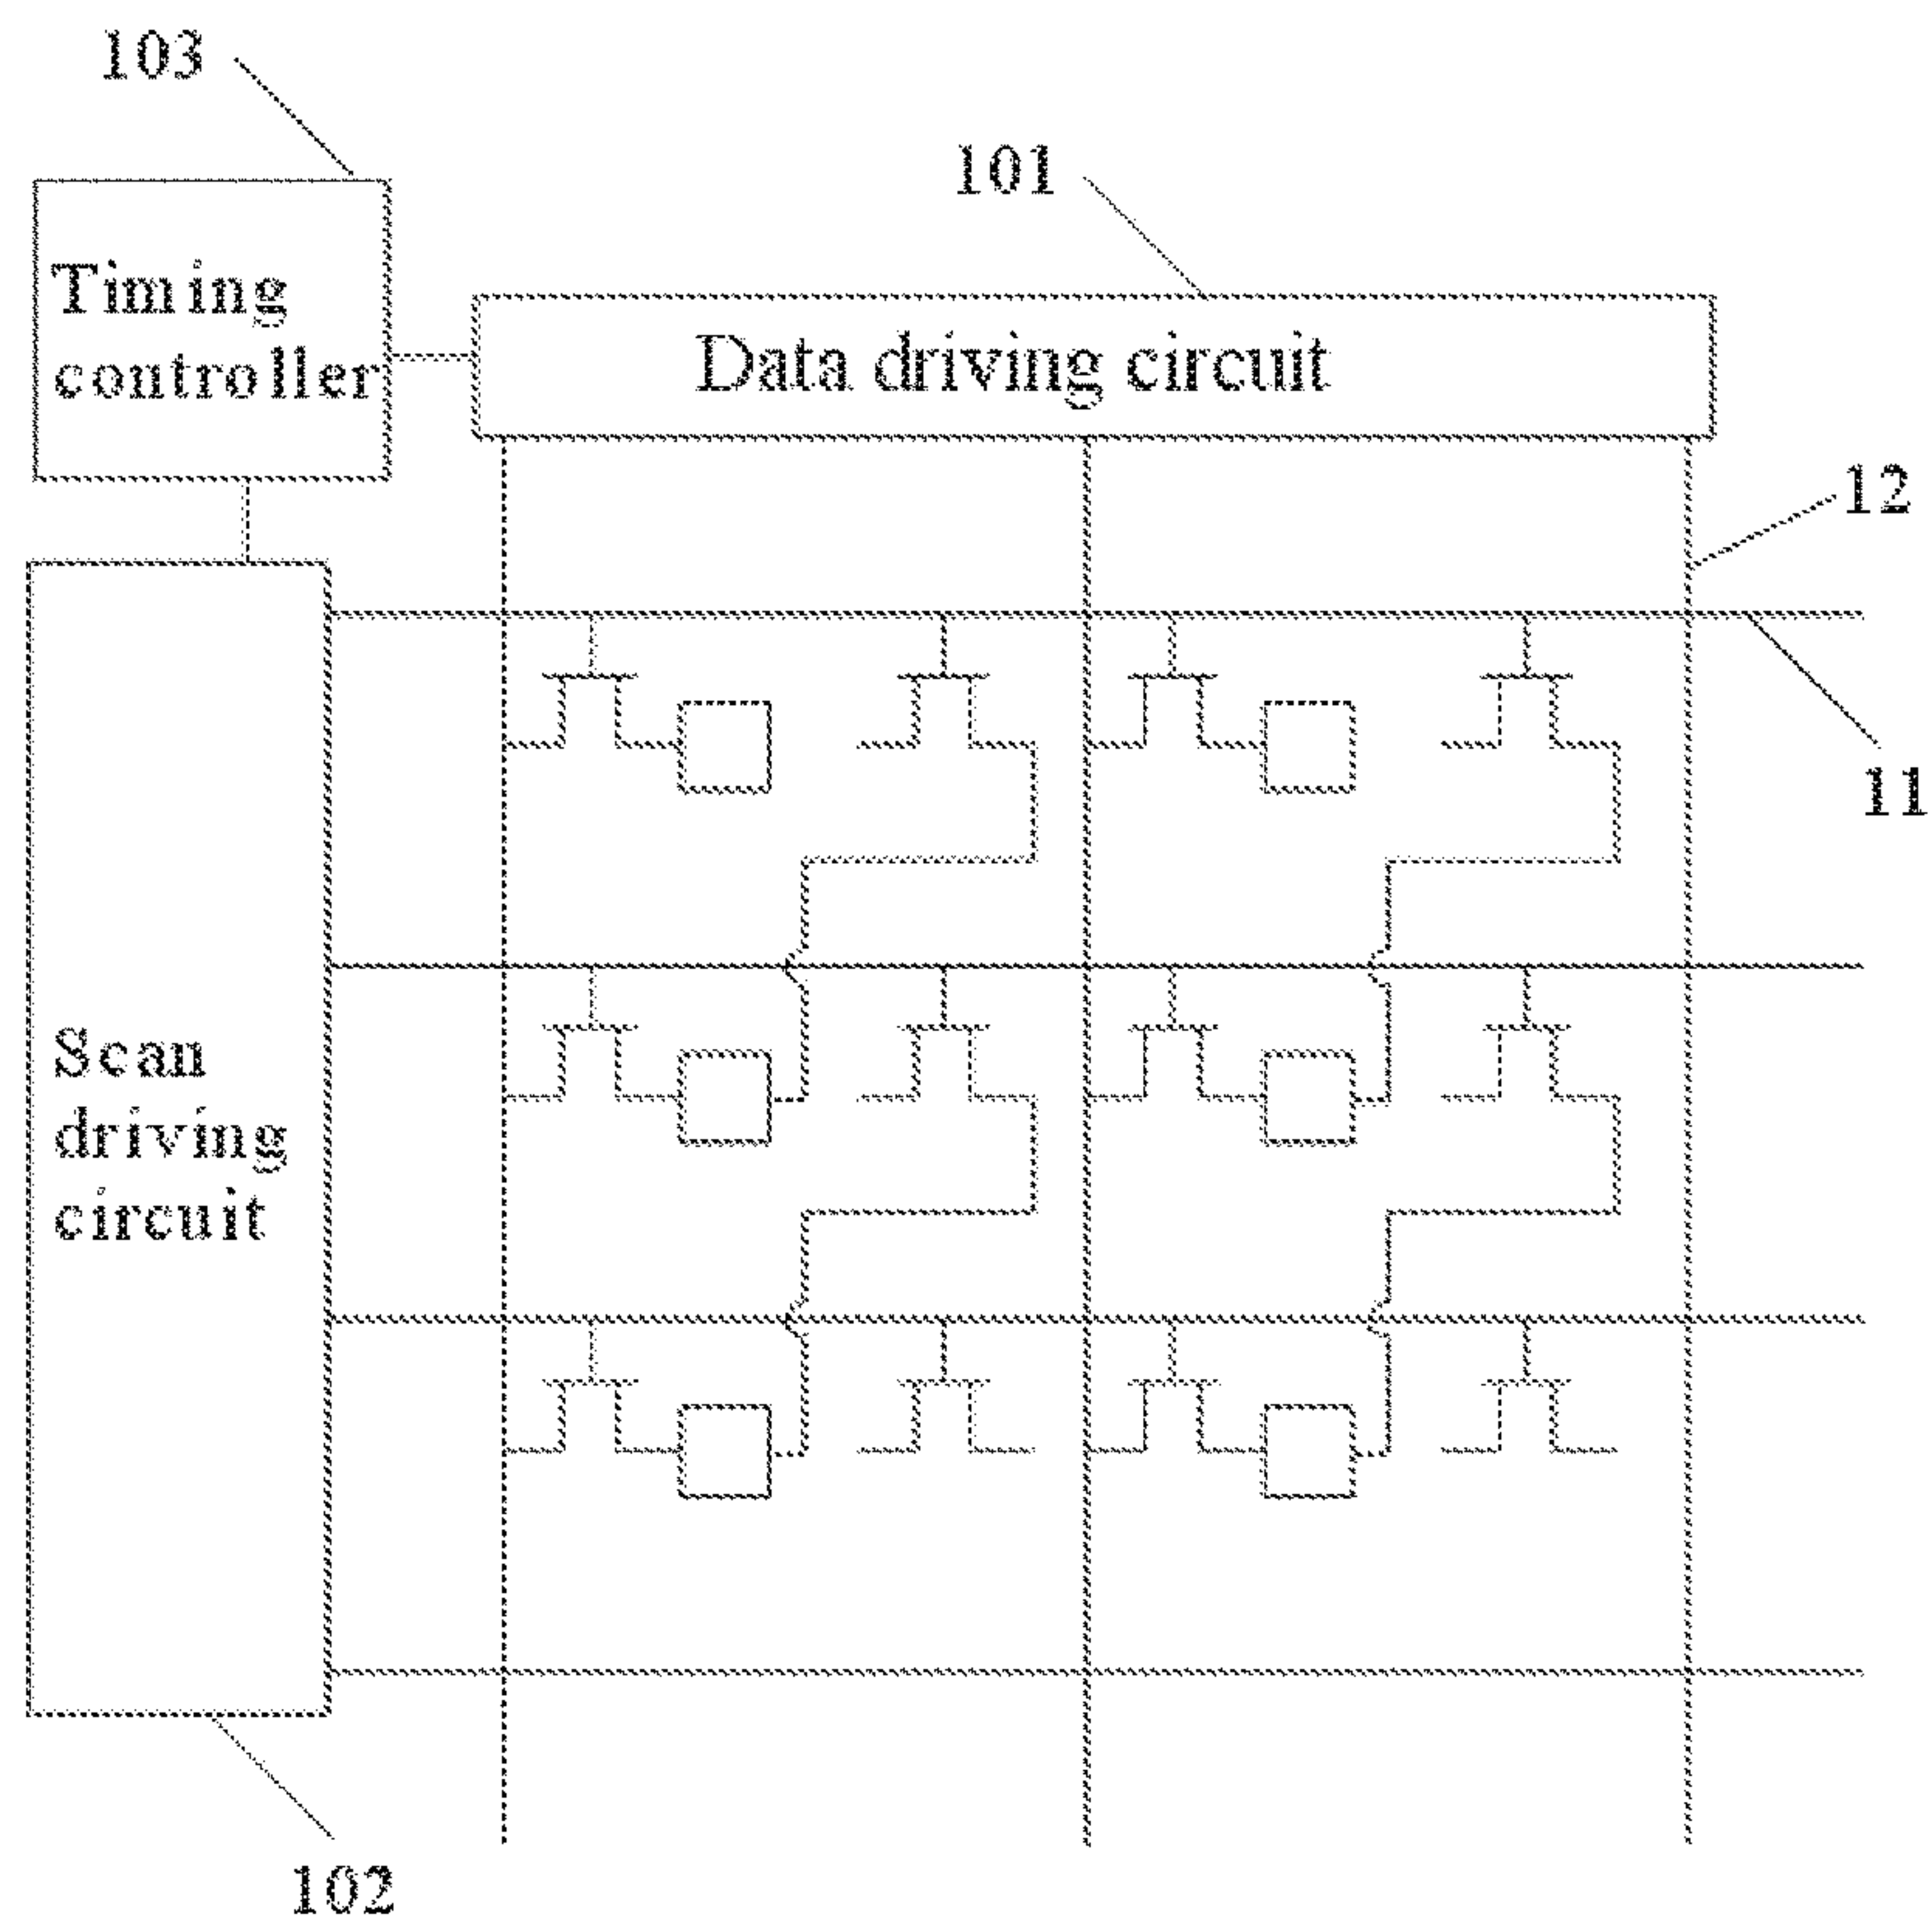 103
101
Timing
controller
Data driving circuit
12
11
Scan
driving
circuit
102